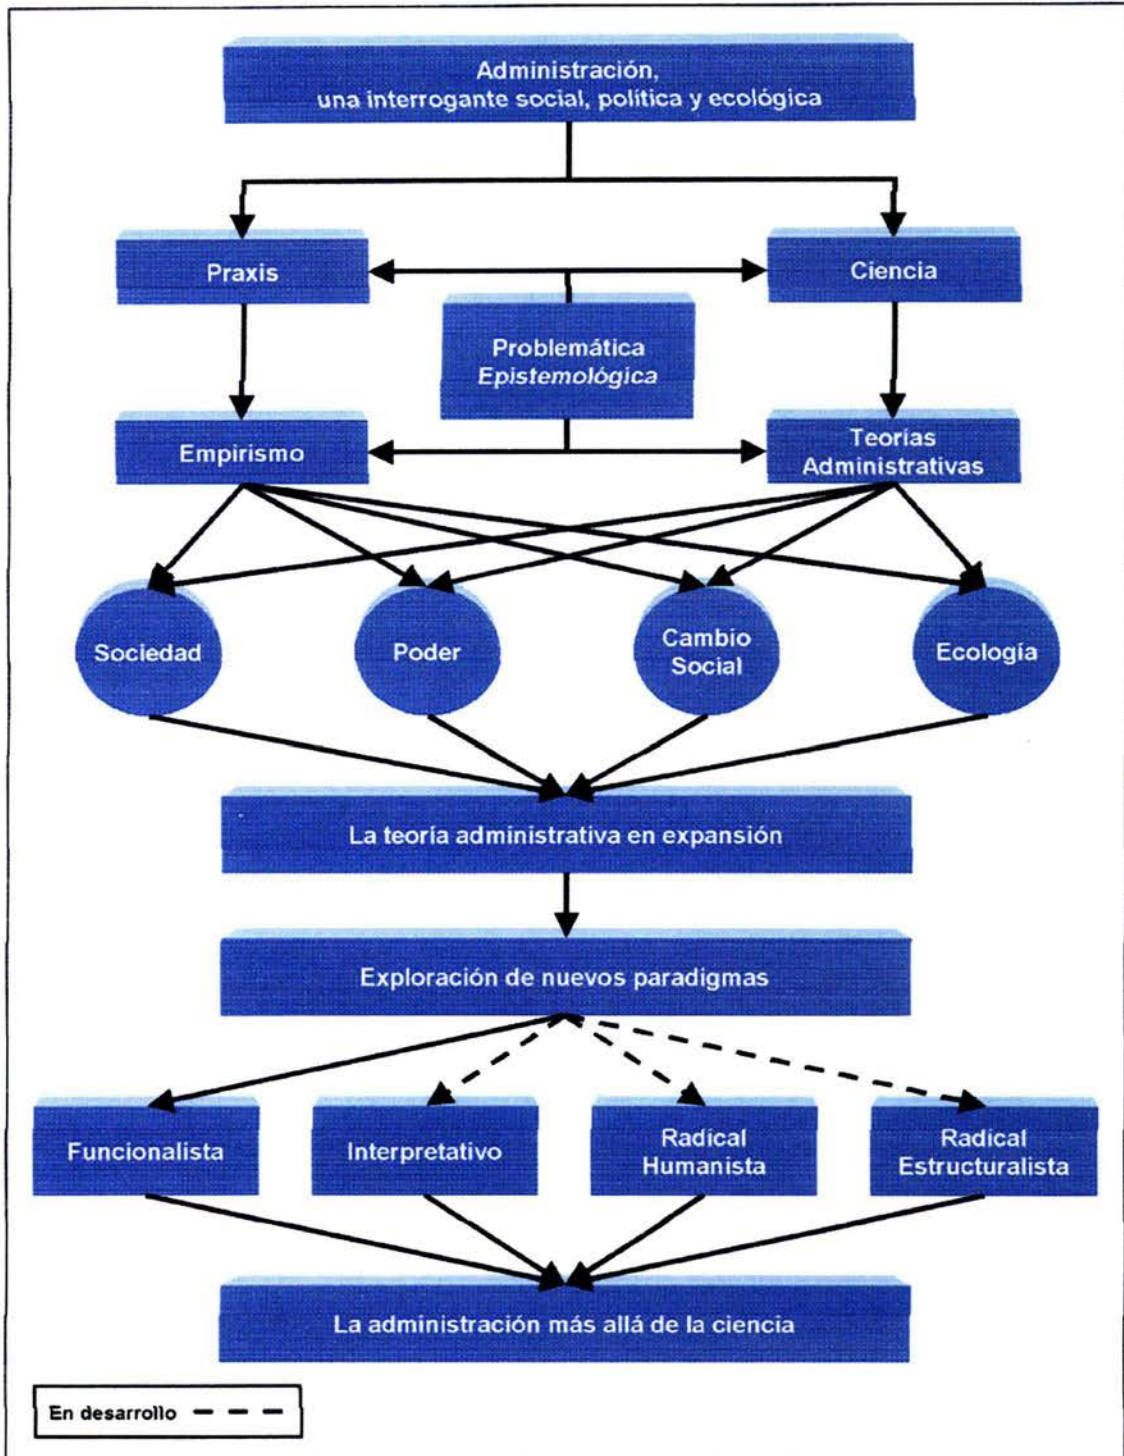 Administración,
una interrogante social, política y ecológica
Praxis
Ciencia
Problemática
Epistemológica
Empirismo
Teorías
Administrativas
Sociedad
Poder
Cambio
Social
Ecología
La teoría administrativa en expansión
Exploración de nuevos paradigmas
Funcionalista
Interpretativo
Radical
Humanista
Radical
Estructuralista
La administración más allá de la ciencia
En desarrollo